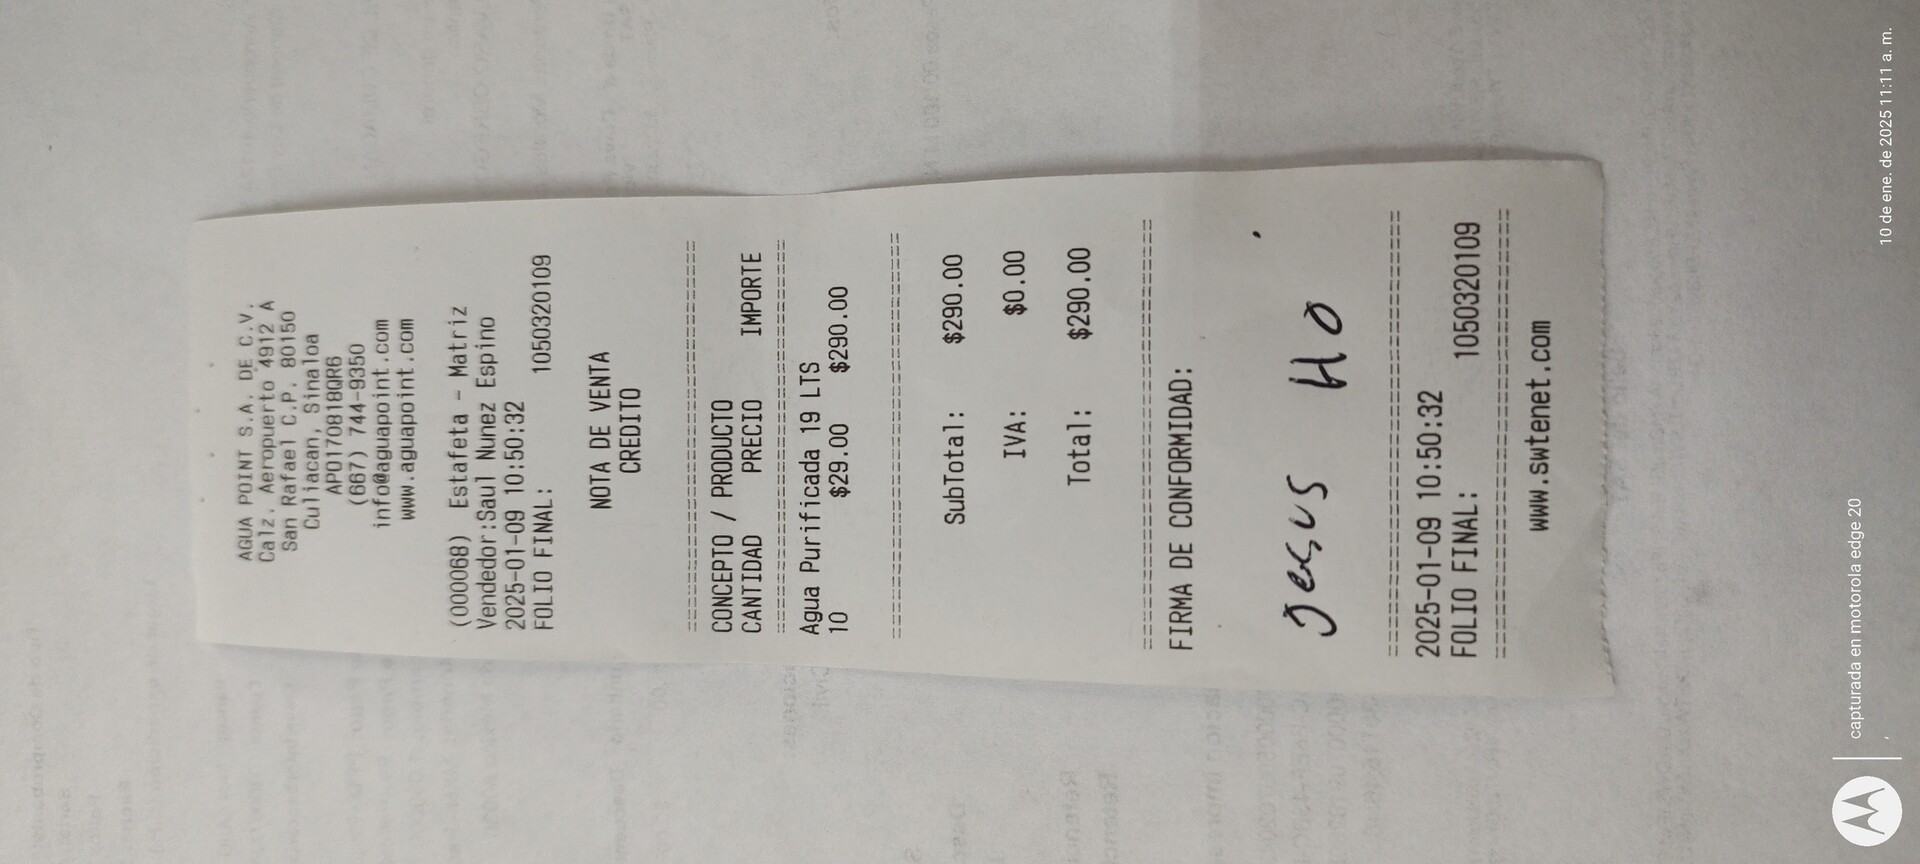 AGUA POINT S.A. DE C.V.
Calz. Aeropuerto 4912 A
San Rafael C.P. 80150
Culiacan, Sinaloa
APO170818QR6
(667) 744-9350
info@aguapoint.com
www.aguapoint.com
(000068) Estafeta - Matriz
Vendedor:Saul Nunez Espino
2025-01-09 10:50:32
FOLIO FINAL: 1050320109
NOTA DE VENTA
CREDITO
CONCEPTO / PRODUCTO
CANTIDAD PRECIO IMPORTE
Agua Purificada 19 LTS
10 $29.00 $290.00
SubTotal: $290.00
IVA: $0.00
Total: $290.00
FIRMA DE CONFORMIDAD:
Jesus Ho
2025-01-09 10:50:32
FOLIO FINAL: 1050320109
www.swtenet.com
capturada en motorola edge 20
10 de ene. de 2025 11:11 a. m.